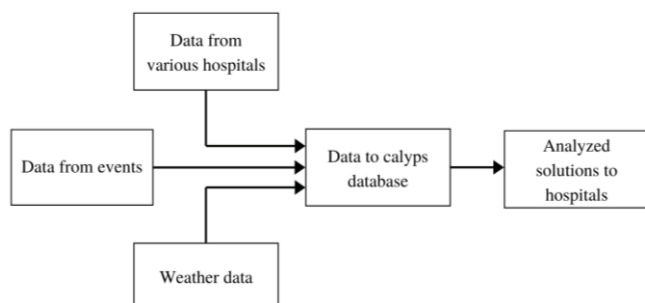 Data from
various hospitals
Data from events
Data to calyps
database
Analyzed
solutions to
hospitals
Weather data